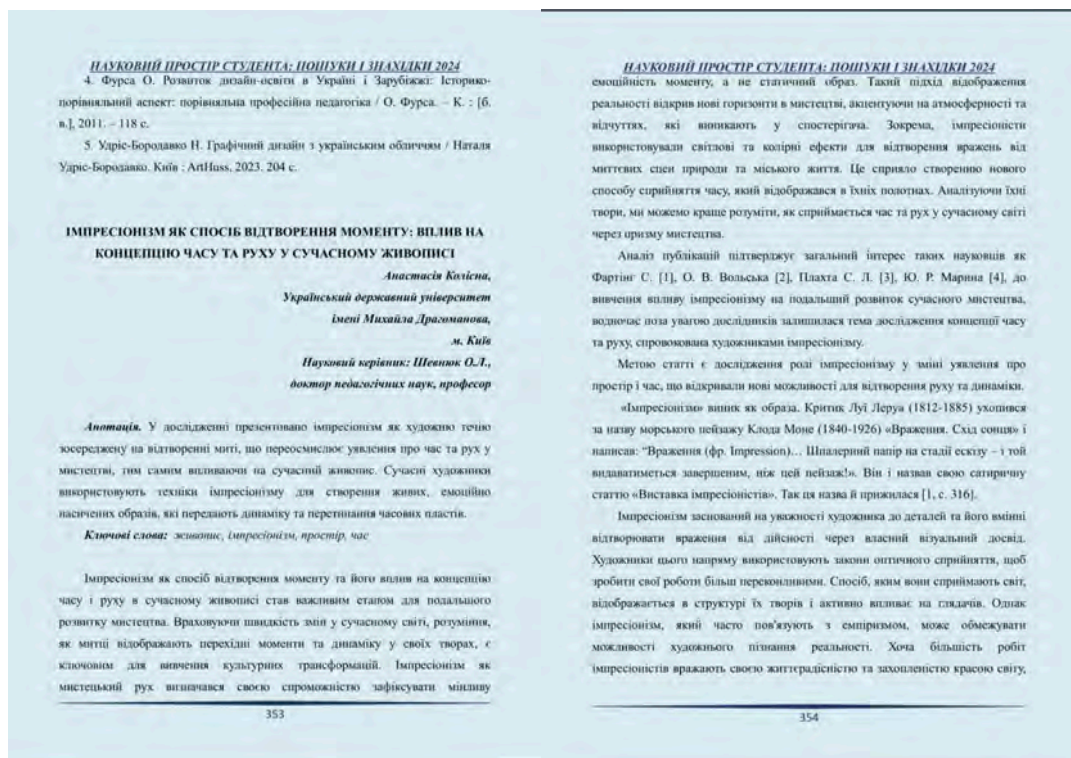 НАУКОВИЙ ПРОСТІР СТУДЕНТА: ПОШУКИ І ЗНАХІДКИ 2024
4. Фурса О. Розвиток дизайн-освіти в Україні і Зарубіжжі: Історико-
порівняльний аспект: порівняльна професійна педагогіка / О. Фурса. – К. : [б.
в.], 2011. – 118 с.
5. Удріс-Бородавко Н. Графічний дизайн з українським обличчям / Наталя
Удріс-Бородавко. Київ : ArtHuss, 2023. 204 с.
ІМПРЕСІОНІЗМ ЯК СПОСІБ ВІДТВОРЕННЯ МОМЕНТУ: ВПЛИВ НА
КОНЦЕПЦІЮ ЧАСУ ТА РУХУ У СУЧАСНОМУ ЖИВОПИСІ
Анастасія Колісна,
Український державний університет
імені Михайла Драгоманова,
м. Київ
Науковий керівник: Шевнюк О.Л.,
доктор педагогічних наук, професор
Анотація. У дослідженні презентовано імпресіонізм як художню течію
зосереджену на відтворенні миті, що переосмислює уявлення про час та рух у
мистецтві, тим самим впливаючи на сучасний живопис. Сучасні художники
використовують техніки імпресіонізму для створення живих, емоційно
насичених образів, які передають динаміку та перетинання часових пластів.
Ключові слова: живопис, імпресіонізм, простір, час
Імпресіонізм як спосіб відтворення моменту та його вплив на концепцію
часу і руху в сучасному живописі став важливим етапом для подальшого
розвитку мистецтва. Враховуючи швидкість змін у сучасному світі, розуміння,
як митці відображають перехідні моменти та динаміку у своїх творах, є
ключовим для вивчення культурних трансформацій. Імпресіонізм як
мистецький рух визначався своєю спроможністю зафіксувати мінливу
353
НАУКОВИЙ ПРОСТІР СТУДЕНТА: ПОШУКИ І ЗНАХІДКИ 2024
емоційність моменту, а не статичний образ. Такий підхід відображення
реальності відкрив нові горизонти в мистецтві, акцентуючи на атмосферності та
відчуттях, які виникають у спостерігача. Зокрема, імпресіоністи
використовували світлові та колірні ефекти для відтворення вражень від
миттєвих сцен природи та міського життя. Це сприяло створенню нового
способу сприйняття часу, який відображався в їхніх полотнах. Аналізуючи їхні
твори, ми можемо краще розуміти, як сприймається час та рух у сучасному світі
через призму мистецтва.
Аналіз публікацій підтверджує загальний інтерес таких науковців як
Фартінг С. [1], О. В. Вольська [2], Плахта С. Л. [3], Ю. Р. Марина [4], до
вивчення впливу імпресіонізму на подальший розвиток сучасного мистецтва,
водночас поза увагою дослідників залишилася тема дослідження концепції часу
та руху, спровокована художниками імпресіонізму.
Метою статті є дослідження ролі імпресіонізму у зміні уявлення про
простір і час, що відкривали нові можливості для відтворення руху та динаміки.
«Імпресіонізм» виник як образа. Критик Луї Леруа (1812-1885) ухопився
за назву морського пейзажу Клода Моне (1840-1926) «Враження. Схід сонця» і
написав: “Враження (фр. Impression)… Шпалерний папір на стадії ескізу – і той
видаватиметься завершеним, ніж цей пейзаж!». Він і назвав свою сатиричну
статтю «Виставка імпресіоністів». Так ця назва й прижилася [1, с. 316].
Імпресіонізм заснований на уважності художника до деталей та його вмінні
відтворювати враження від дійсності через власний візуальний досвід.
Художники цього напряму використовують закони оптичного сприйняття, щоб
зробити свої роботи більш переконливими. Спосіб, яким вони сприймають світ,
відображається в структурі їх творів і активно впливає на глядачів. Однак
імпресіонізм, який часто пов'язують з емпіризмом, може обмежувати
можливості художнього пізнання реальності. Хоча більшість робіт
імпресіоністів вражають своєю життєрадісністю та захопленістю красою світу,
354